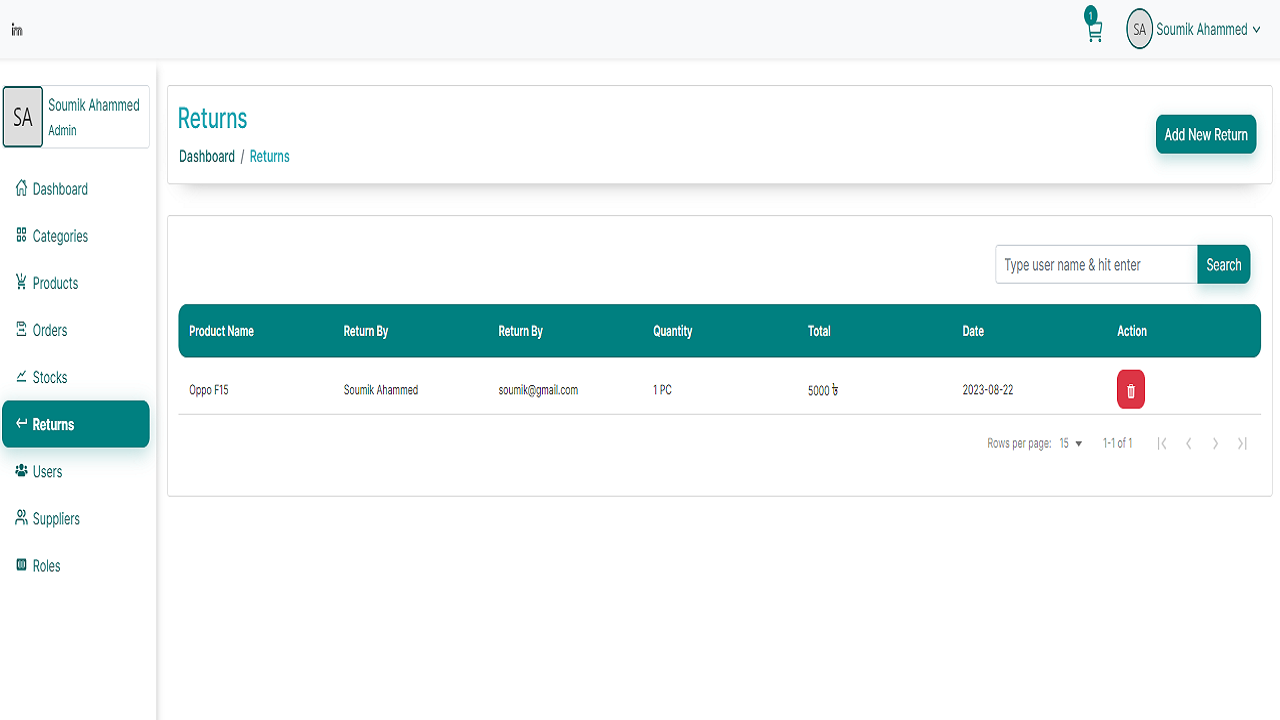 im
1
SA Soumik Ahammed
SA Soumik Ahammed
Admin
Dashboard
Categories
Products
Orders
Stocks
Returns
Users
Suppliers
Roles
Returns
Dashboard / Returns
Add New Return
Type user name & hit enter Search
Product Name Return By Return By Quantity Total Date Action
Oppo F15 Soumik Ahammed soumik@gmail.com 1 PC 5000 ৳ 2023-08-22
Rows per page: 15 1-1 of 1